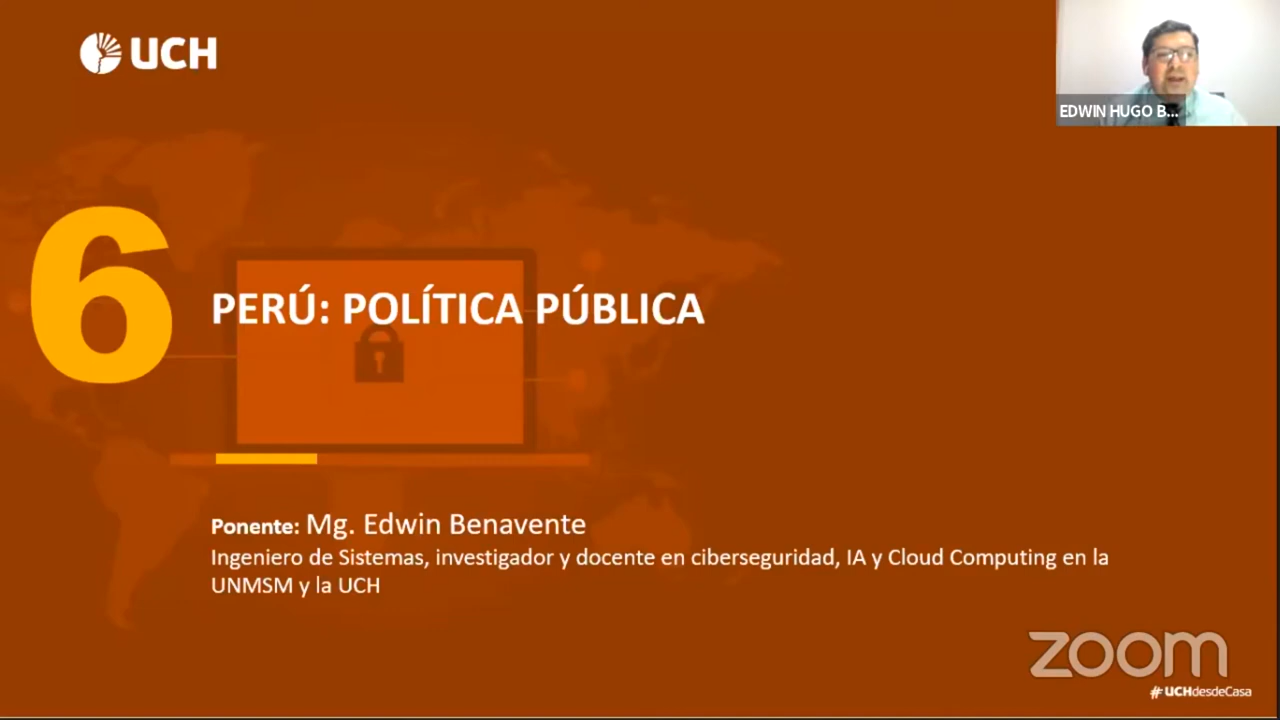 UCH
EDWIN HUGO B...
6
PERÚ: POLÍTICA PÚBLICA
Ponente: Mg. Edwin Benavente
Ingeniero de Sistemas, investigador y docente en ciberseguridad, IA y Cloud Computing en la
UNMSM y la UCH
zoom
#UCHdesdeCasa